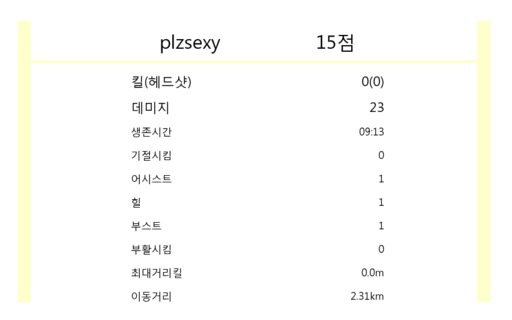 plzsexy 15점
킬(헤드샷) 0(0)
데미지 23
생존시간 09:13
기절시킴 0
어시스트 1
힐 1
부스트 1
부활시킴 0
최대거리킬 0.0m
이동거리 2.31km